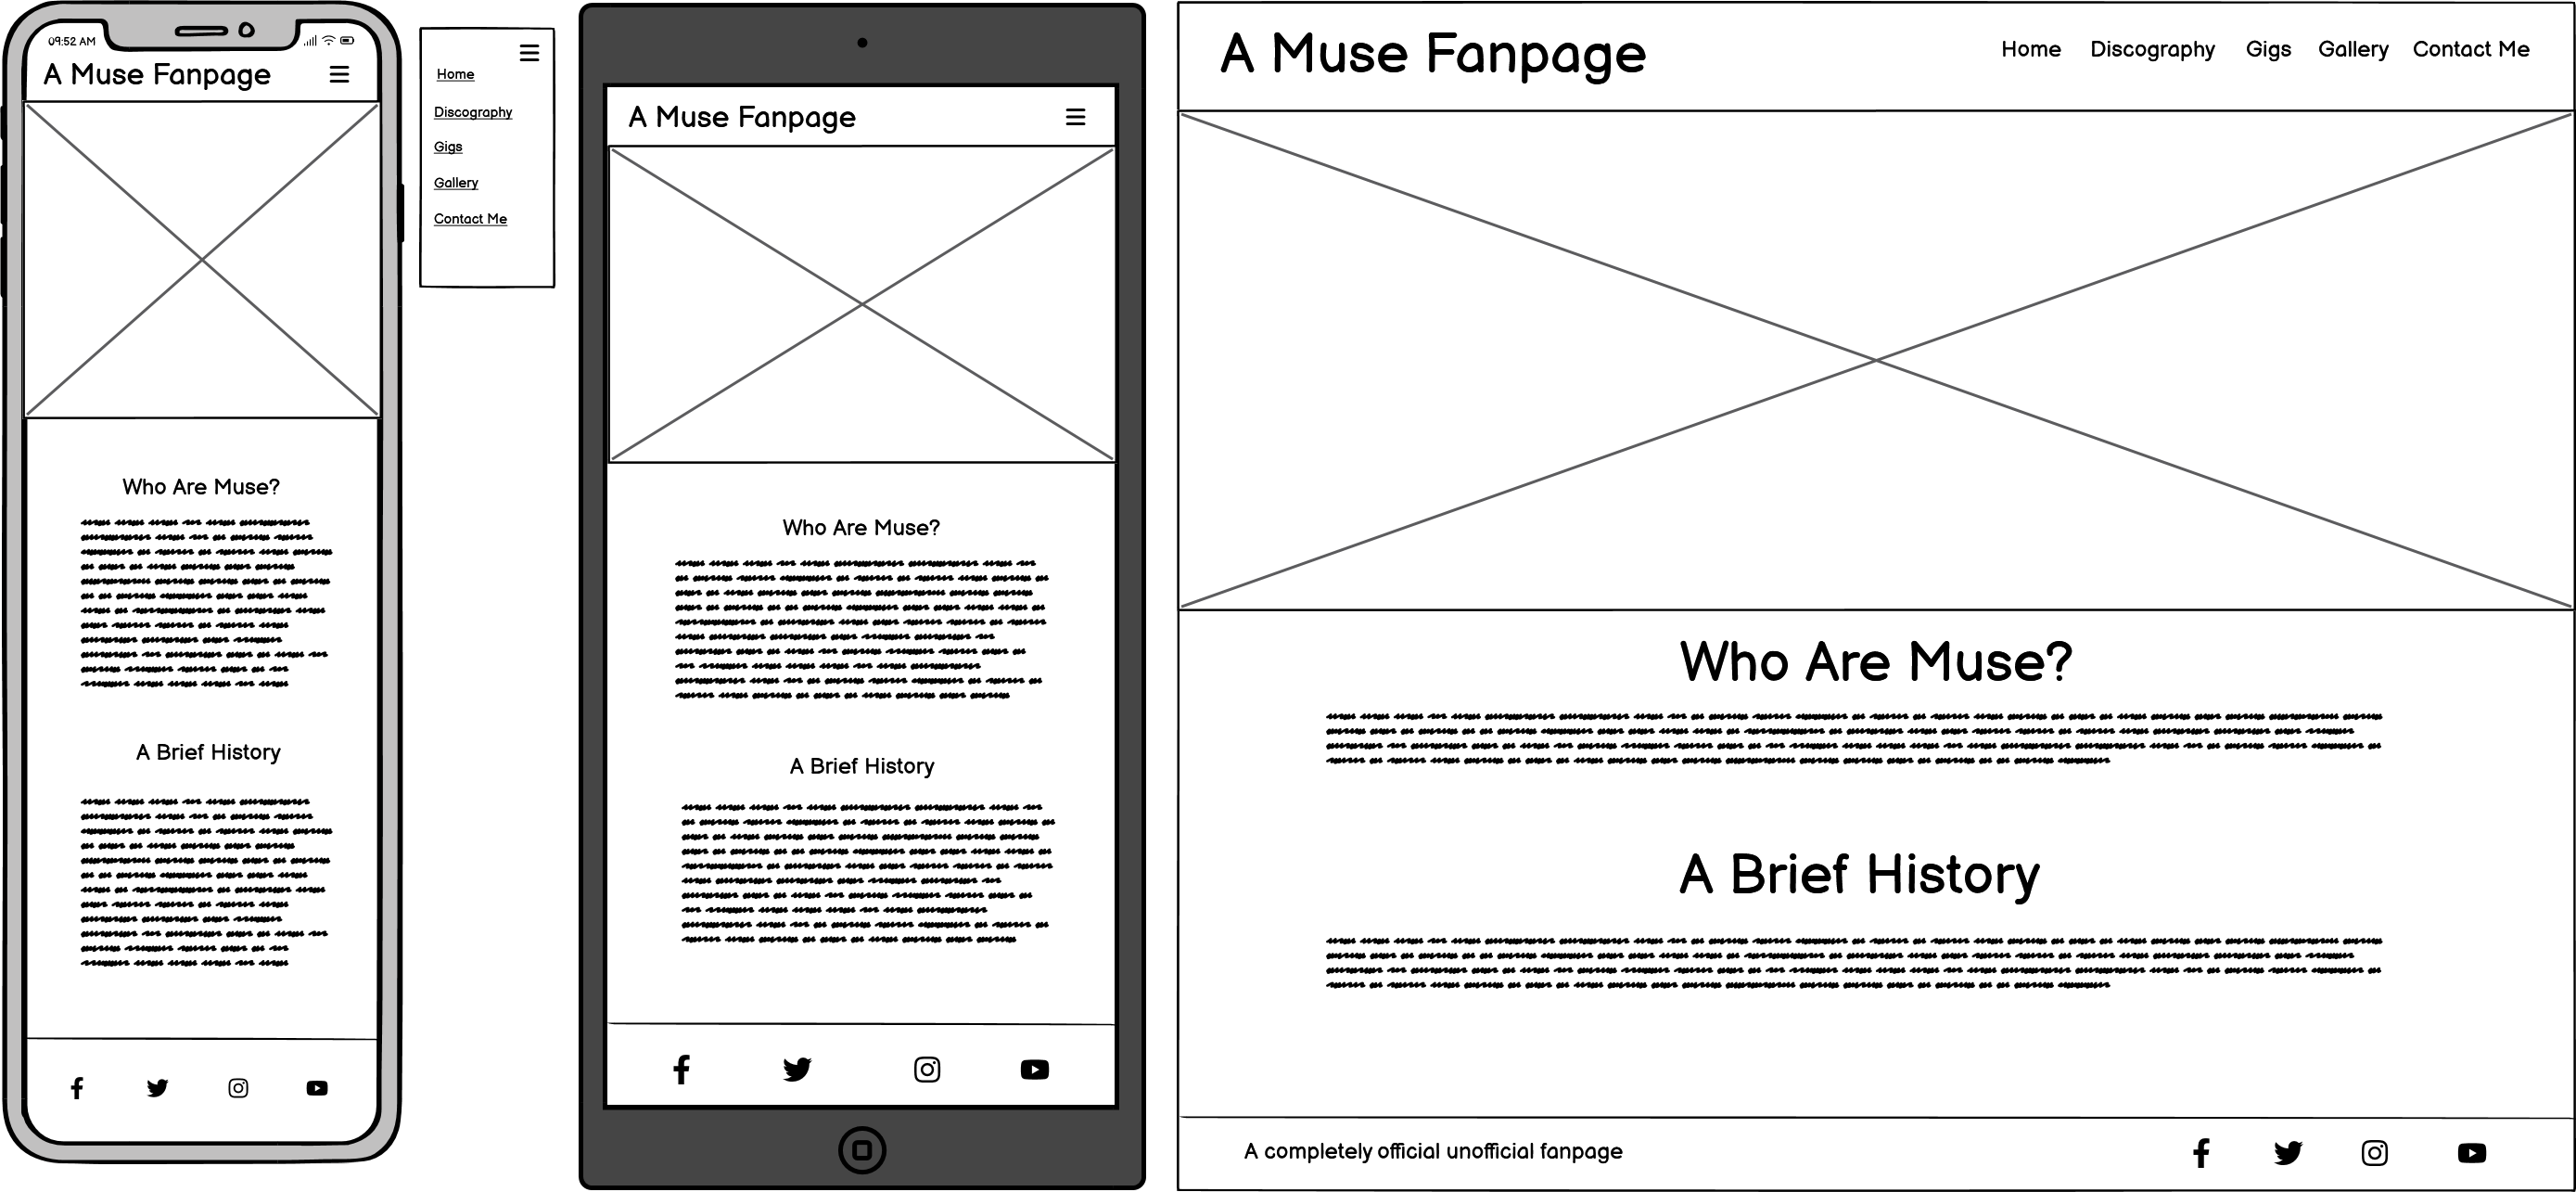 09:52 AM
A Muse Fanpage
Who Are Muse?
A Brief History
Home
Discography
Gigs
Gallery
Contact Me
A Muse Fanpage
Who Are Muse?
A Brief History
A Muse Fanpage
Home Discography Gigs Gallery Contact Me
Who Are Muse?
A Brief History
A completely official unofficial fanpage